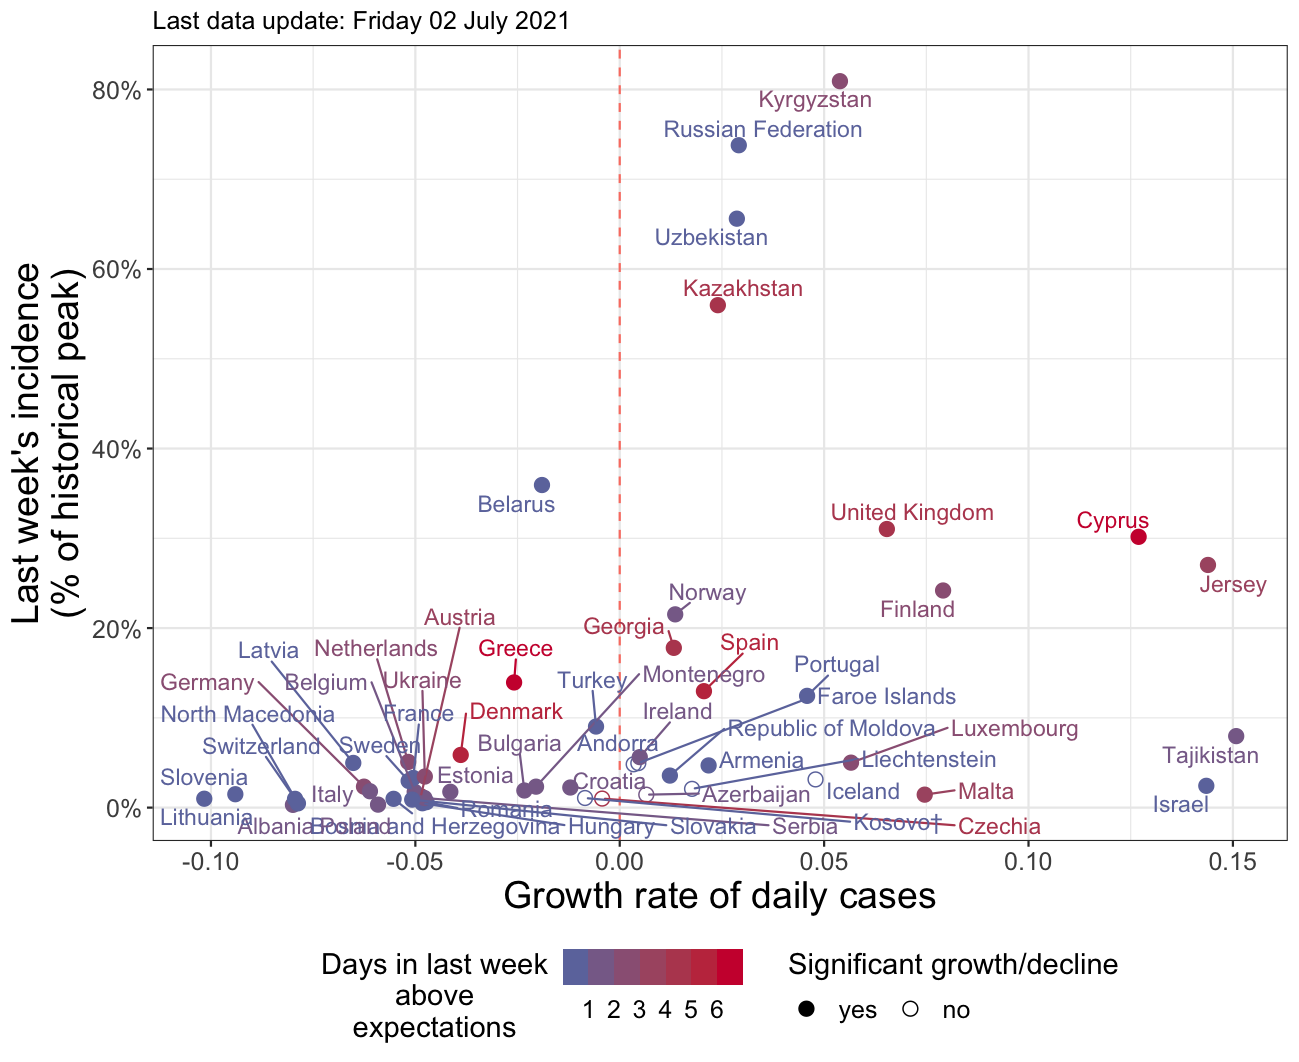 Last data update: Friday 02 July 2021
Last week's incidence
(% of historical peak)
80%
60%
40%
20%
0%
Kyrgyzstan
Russian Federation
Uzbekistan
Kazakhstan
Belarus
United Kingdom
Cyprus
Jersey
Finland
Norway
Austria
Georgia
Spain
Latvia
Netherlands
Greece
Portugal
Germany
Belgium
Ukraine
Turkey
Montenegro
Faroe Islands
North Macedonia
France
Denmark
Ireland
Republic of Moldova
Luxembourg
Switzerland
Sweden
Bulgaria
Andorra
Armenia
Liechtenstein
Tajikistan
Slovenia
Estonia
Croatia
Italy
Azerbaijan
Iceland
Malta
Israel
Lithuania
Romania
Kosovo†
Albania
Poland
Bosnia and Herzegovina
Hungary
Slovakia
Serbia
Czechia
-0.10
-0.05
0.00
0.05
0.10
0.15
Growth rate of daily cases
Days in last week
above
expectations
1 2 3 4 5 6
Significant growth/decline
yes
no